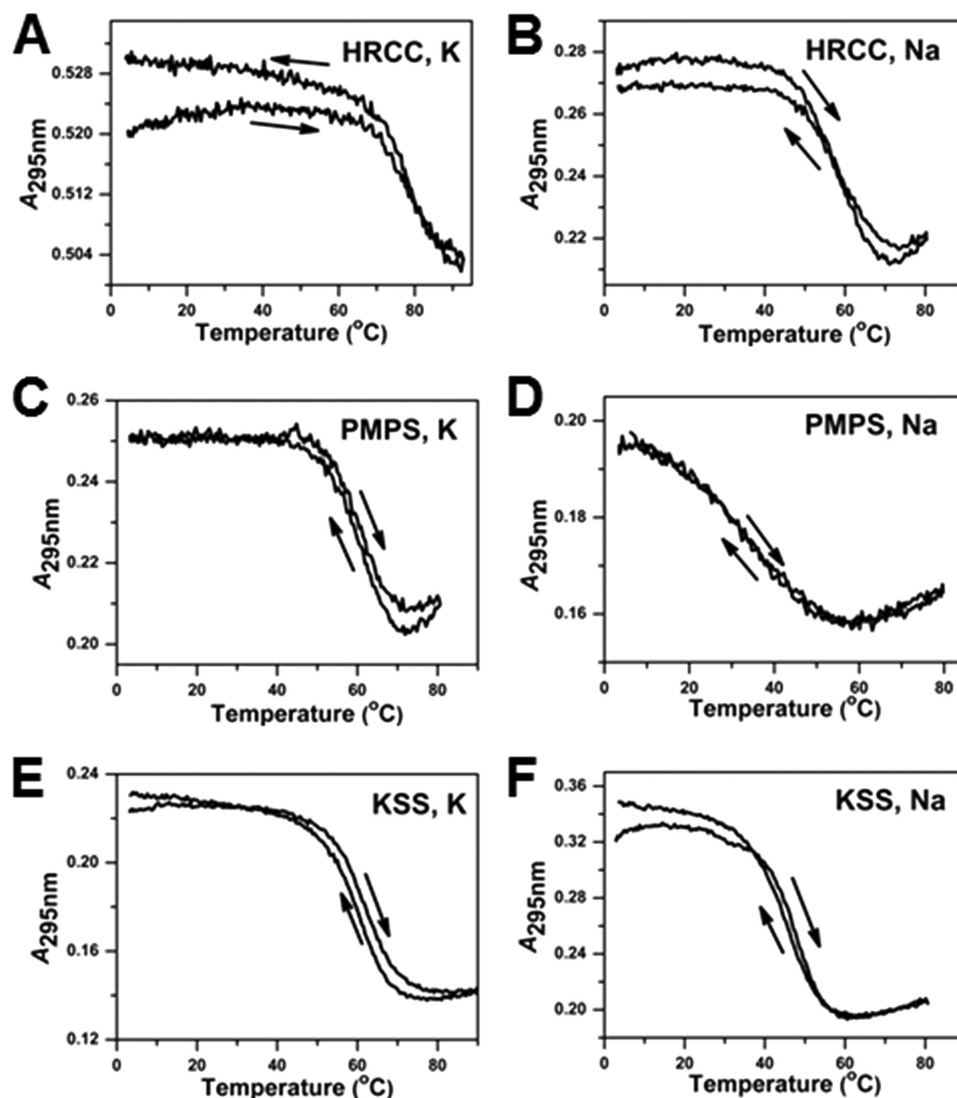 A
HRCC, K
0.528
0.520
0.512
0.504
A295nm
0
20
40
60
80
Temperature (°C)
B
HRCC, Na
0.28
0.26
0.24
0.22
A295nm
0
20
40
60
80
Temperature (°C)
C
PMPS, K
0.26
0.24
0.22
0.20
A295nm
0
20
40
60
80
Temperature (°C)
D
PMPS, Na
0.20
0.18
0.16
A295nm
0
20
40
60
80
Temperature (°C)
E
KSS, K
0.24
0.20
0.16
0.12
A295nm
0
20
40
60
80
Temperature (°C)
F
KSS, Na
0.36
0.32
0.28
0.24
0.20
A295nm
0
20
40
60
80
Temperature (°C)